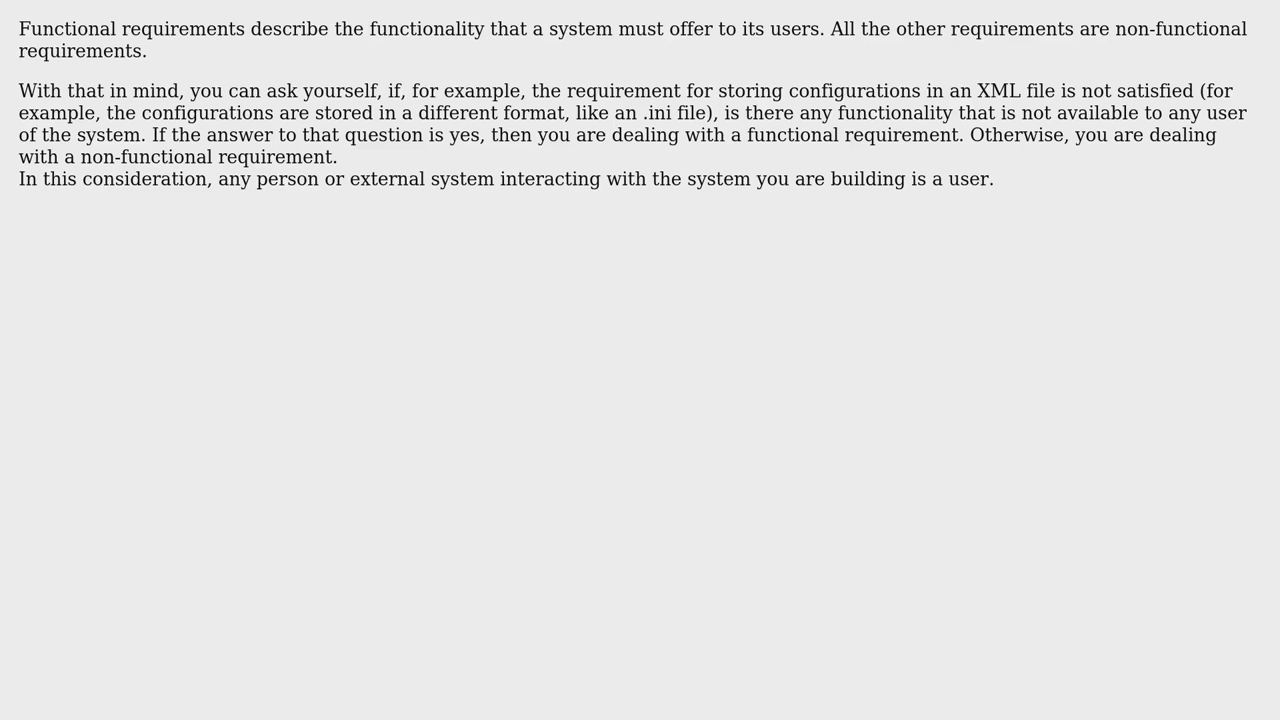 Functional requirements describe the functionality that a system must offer to its users. All the other requirements are non-functional
requirements.
With that in mind, you can ask yourself, if, for example, the requirement for storing configurations in an XML file is not satisfied (for
example, the configurations are stored in a different format, like an .ini file), is there any functionality that is not available to any user
of the system. If the answer to that question is yes, then you are dealing with a functional requirement. Otherwise, you are dealing
with a non-functional requirement.
In this consideration, any person or external system interacting with the system you are building is a user.